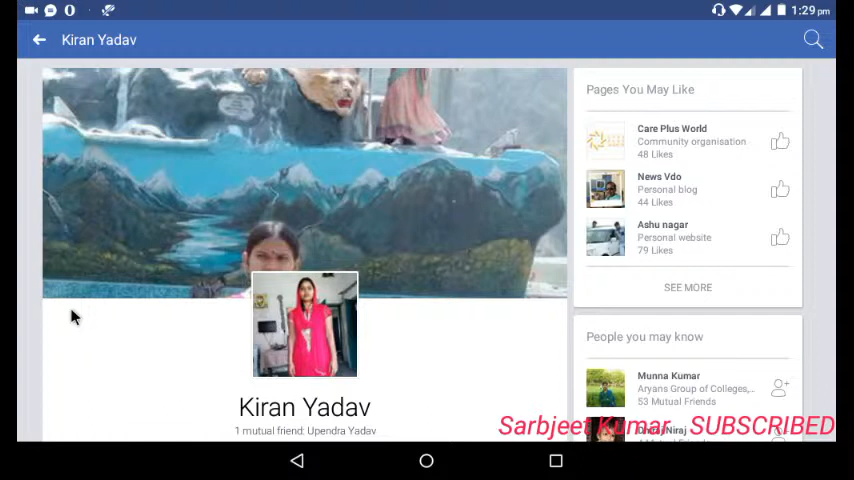 1:29 pm
Kiran Yadav
Pages You May Like
Care Plus World
Community organisation
48 Likes
News Vdo
Personal blog
44 Likes
Ashu nagar
Personal website
79 Likes
SEE MORE
People you may know
Munna Kumar
Aryans Group of Colleges,...
53 Mutual Friends
Kiran Yadav
1 mutual friend: Upendra Yadav
Sarbjeet Kumar SUBSCRIBED